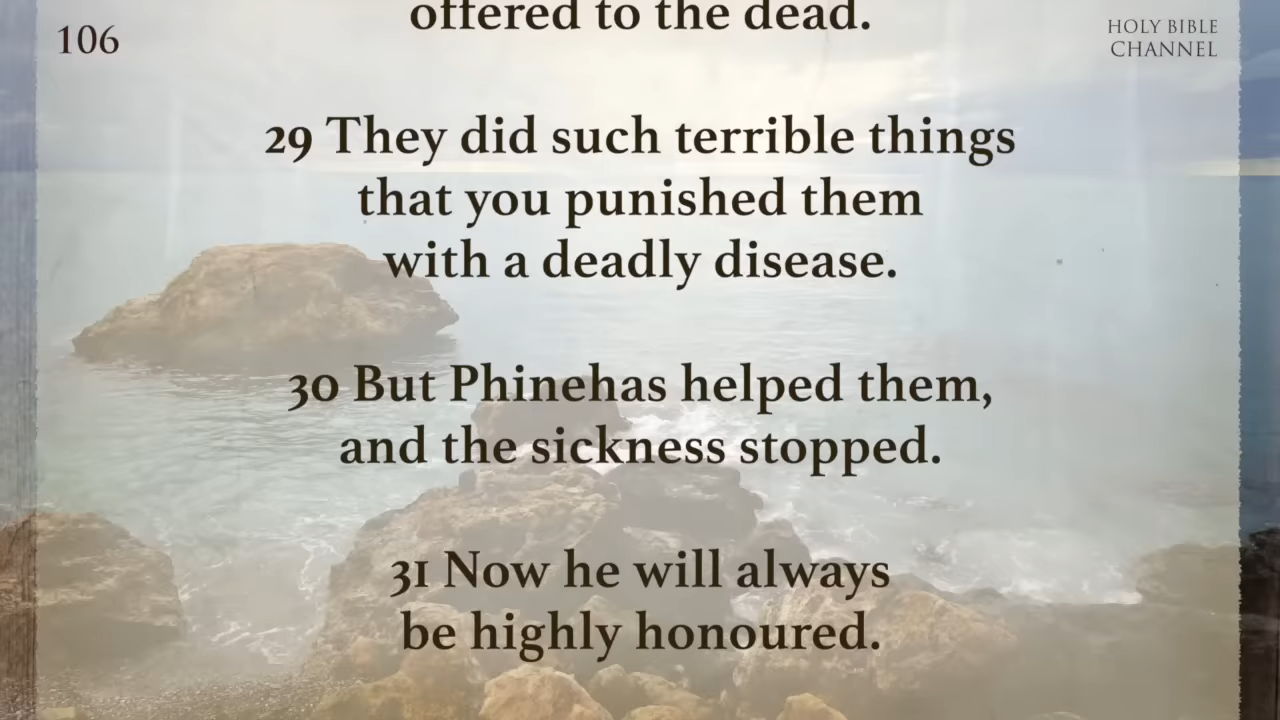 offered to the dead.
106
HOLY BIBLE
CHANNEL
29 They did such terrible things
that you punished them
with a deadly disease.
30 But Phinehas helped them,
and the sickness stopped.
31 Now he will always
be highly honoured.